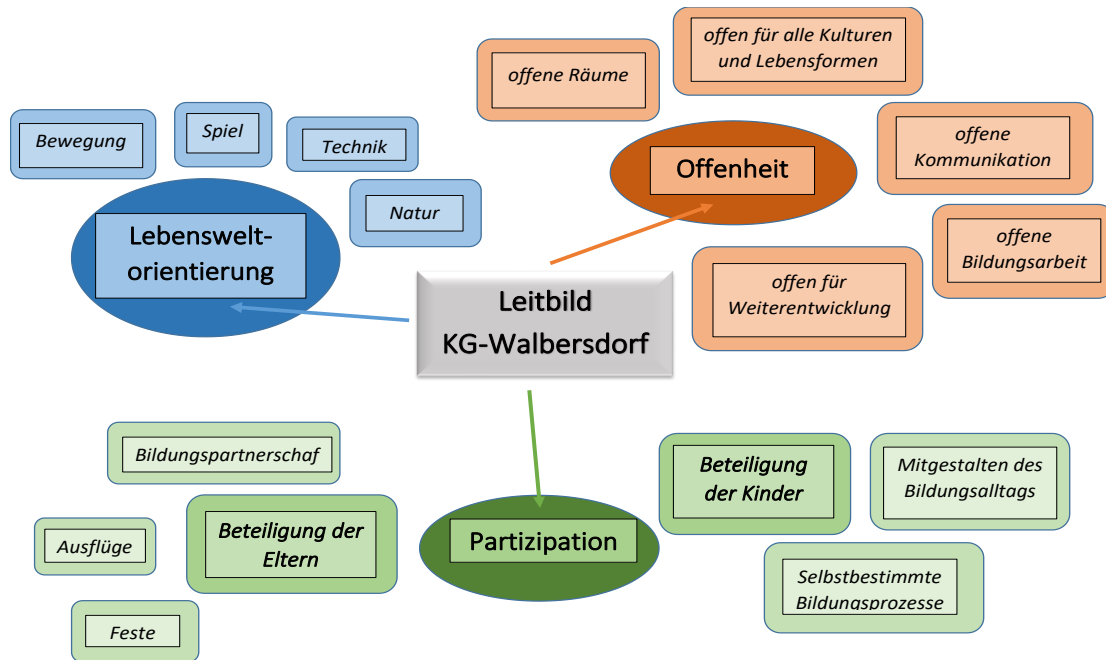 offene Räume
offen für alle Kulturen
und Lebensformen
Bewegung
Spiel
Technik
Natur
offene
Kommunikation
Offenheit
Lebenswelt-
orientierung
offene
Bildungsarbeit
offen für
Weiterentwicklung
Leitbild
KG-Walbersdorf
Bildungspartnerschaf
Beteiligung der
Eltern
Ausflüge
Feste
Partizipation
Beteiligung
der Kinder
Mitgestalten des
Bildungsalltags
Selbstbestimmte
Bildungsprozesse